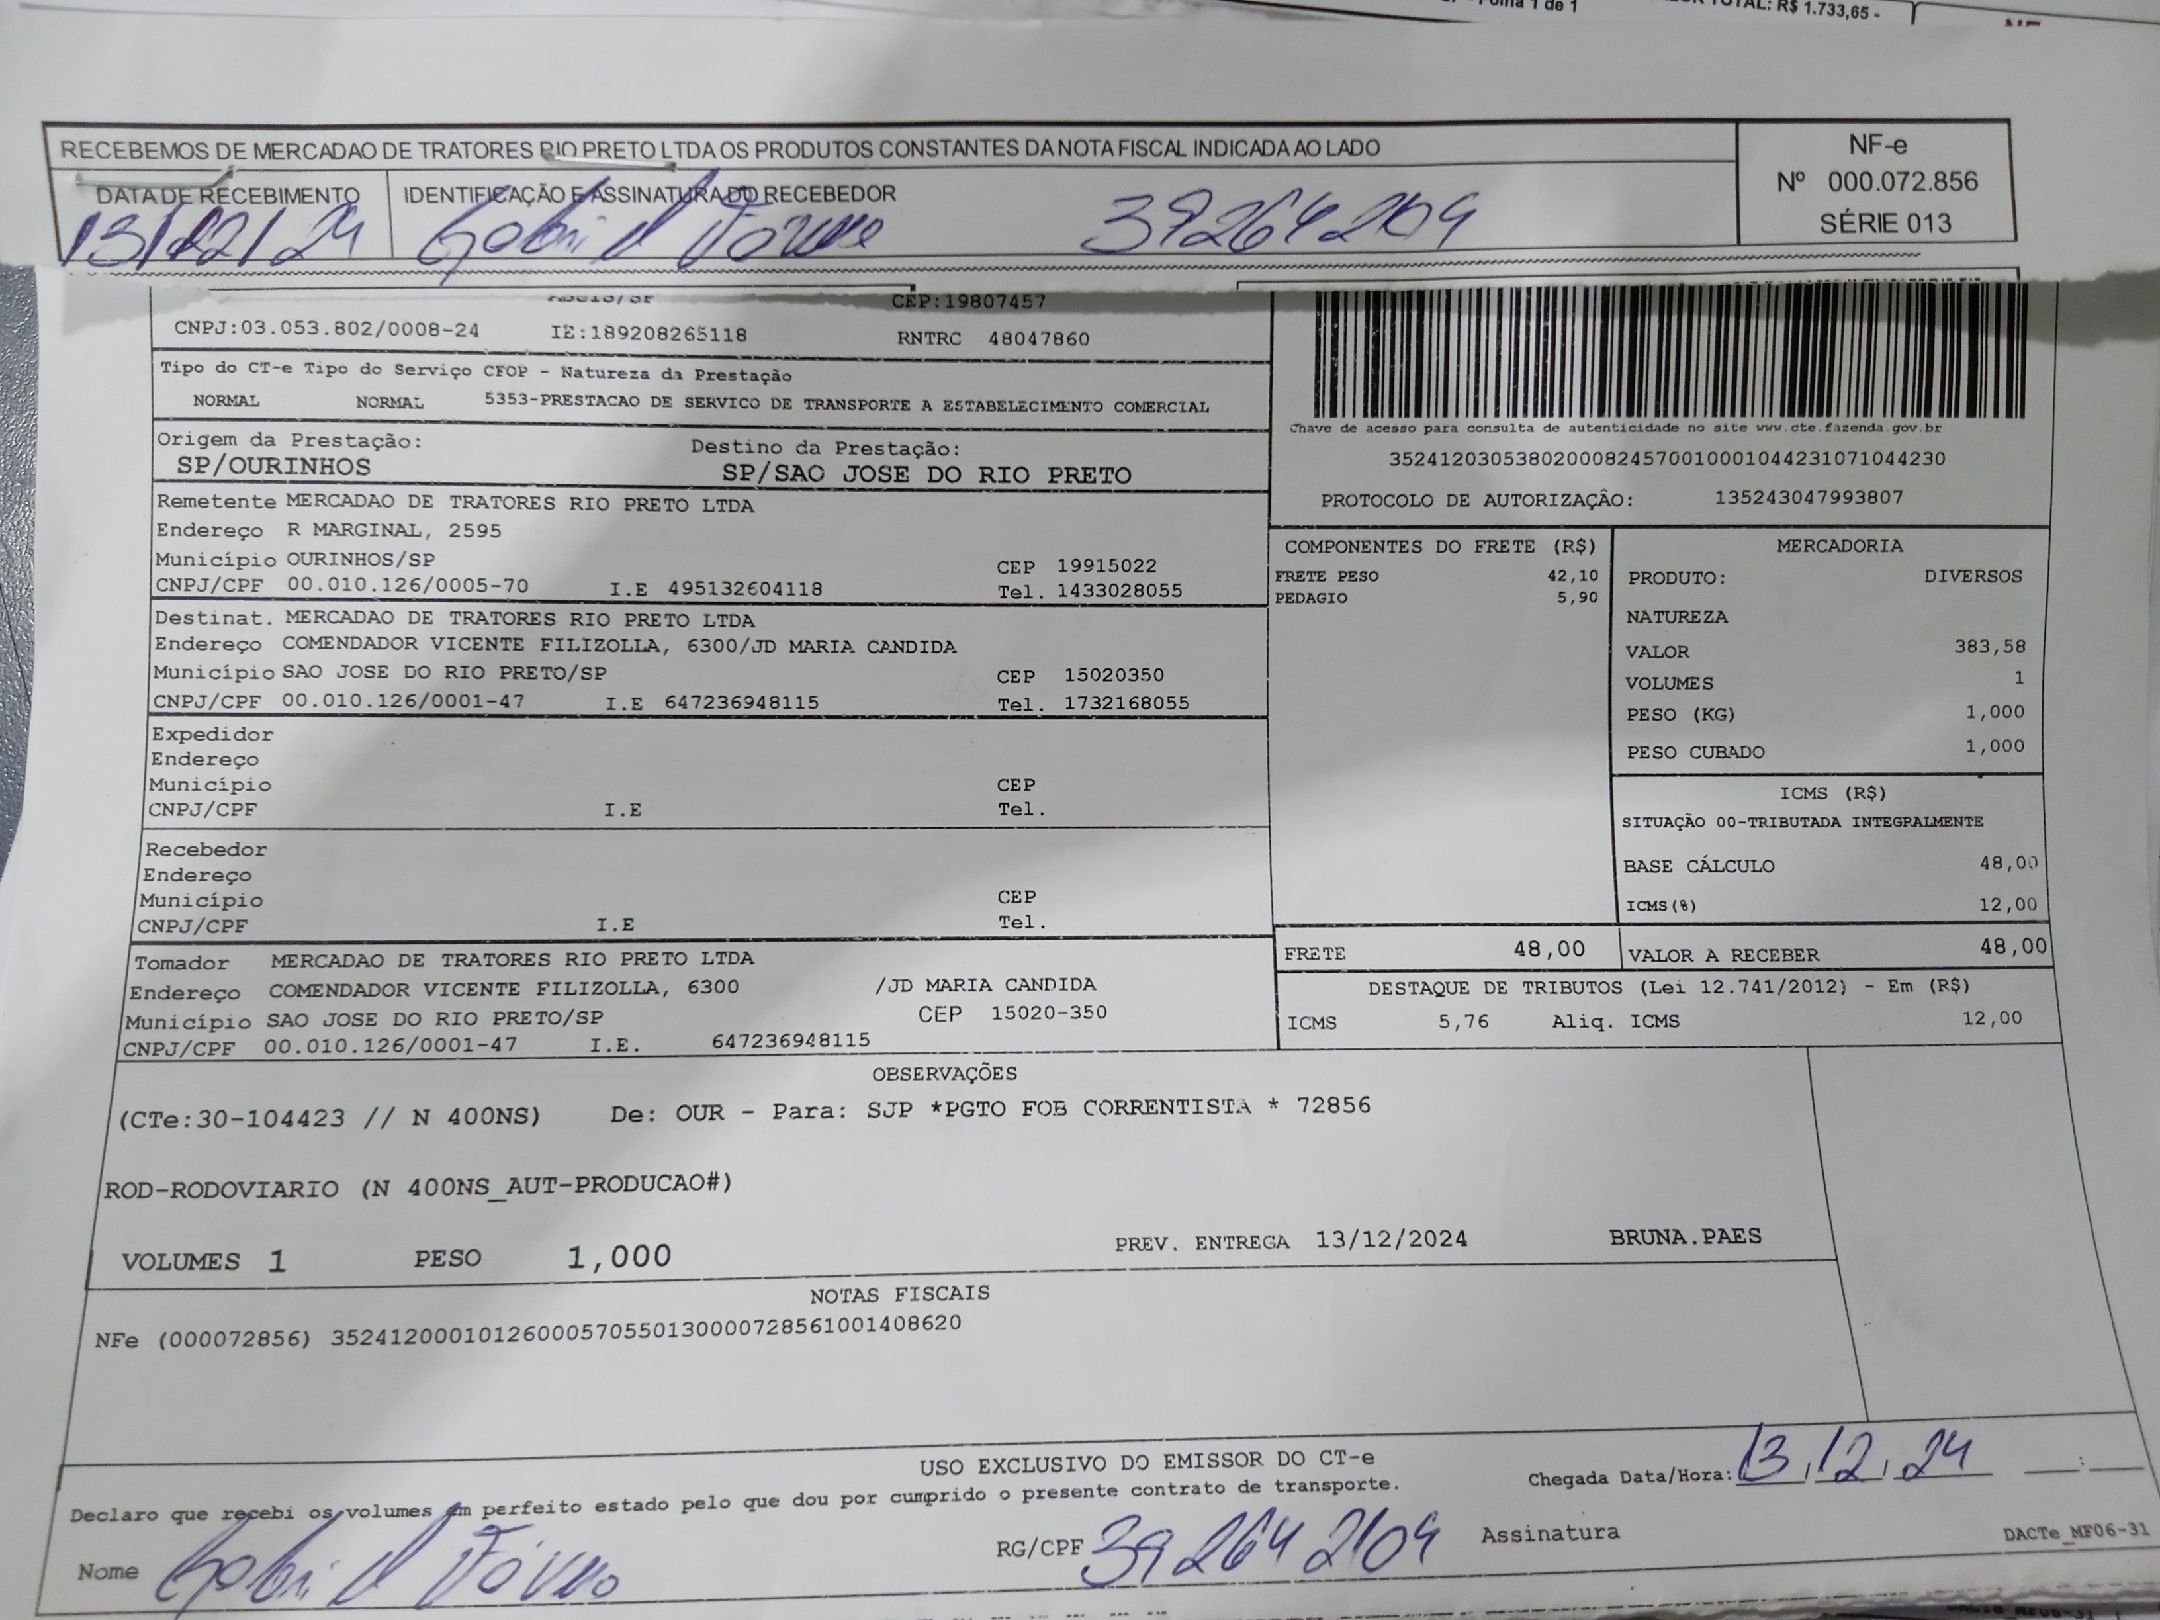 Folha 1 de 1
TOTAL: R$ 1.733,65 -
RECEBEMOS DE MERCADAO DE TRATORES RIO PRETO LTDA OS PRODUTOS CONSTANTES DA NOTA FISCAL INDICADA AO LADO
NF-e
Nº 000.072.856
SÉRIE 013
DATA DE RECEBIMENTO
IDENTIFICAÇÃO E ASSINATURA DO RECEBEDOR
13/12/24 Gabriel 392642109
CEP:19807457
CNPJ:03.053.802/0008-24 IE:189208265118 RNTRC 48047860
Tipo do CT-e Tipo do Serviço CFOP - Natureza da Prestação
NORMAL NORMAL 5353-PRESTACAO DE SERVICO DE TRANSPORTE A ESTABELECIMENTO COMERCIAL
Chave de acesso para consulta de autenticidade no site www.cte.fazenda.gov.br
35241203053802000824570010001044231071044230
PROTOCOLO DE AUTORIZAÇÃO: 135243047993807
Origem da Prestação: Destino da Prestação:
SP/OURINHOS SP/SAO JOSE DO RIO PRETO
Remetente MERCADAO DE TRATORES RIO PRETO LTDA
Endereço R MARGINAL, 2595
Município OURINHOS/SP CEP 19915022
CNPJ/CPF 00.010.126/0005-70 I.E 495132604118 Tel. 1433028055
Destinat. MERCADAO DE TRATORES RIO PRETO LTDA
Endereço COMENDADOR VICENTE FILIZOLLA, 6300/JD MARIA CANDIDA
Município SAO JOSE DO RIO PRETO/SP CEP 15020350
CNPJ/CPF 00.010.126/0001-47 I.E 647236948115 Tel. 1732168055
Expedidor
Endereço
Município CEP
CNPJ/CPF I.E Tel.
Recebedor
Endereço
Município CEP
CNPJ/CPF I.E Tel.
Tomador MERCADAO DE TRATORES RIO PRETO LTDA
Endereço COMENDADOR VICENTE FILIZOLLA, 6300 /JD MARIA CANDIDA
Município SAO JOSE DO RIO PRETO/SP CEP 15020-350
CNPJ/CPF 00.010.126/0001-47 I.E. 647236948115
COMPONENTES DO FRETE (R$)
FRETE PESO 42,10
PEDAGIO 5,90
MERCADORIA
PRODUTO: DIVERSOS
NATUREZA
VALOR 383,58
VOLUMES 1
PESO (KG) 1,000
PESO CUBADO 1,000
ICMS (R$)
SITUAÇÃO 00-TRIBUTADA INTEGRALMENTE
BASE CÁLCULO 48,00
ICMS(%) 12,00
FRETE 48,00 VALOR A RECEBER 48,00
DESTAQUE DE TRIBUTOS (Lei 12.741/2012) - Em (R$)
ICMS 5,76 Aliq. ICMS 12,00
OBSERVAÇÕES
(CTe:30-104423 // N 400NS) De: OUR - Para: SJP *PGTO FOB CORRENTISTA * 72856
ROD-RODOVIARIO (N 400NS_AUT-PRODUCAO#)
VOLUMES 1 PESO 1,000 PREV. ENTREGA 13/12/2024 BRUNA.PAES
NOTAS FISCAIS
NFe (000072856) 35241200010126000570550130000728561001408620
USO EXCLUSIVO DO EMISSOR DO CT-e
Declaro que recebi os volumes em perfeito estado pelo que dou por cumprido o presente contrato de transporte.
Chegada Data/Hora: 13/12/24 __:__
Nome Gabriel RG/CPF 392642109 Assinatura
DACTe_MF06-31